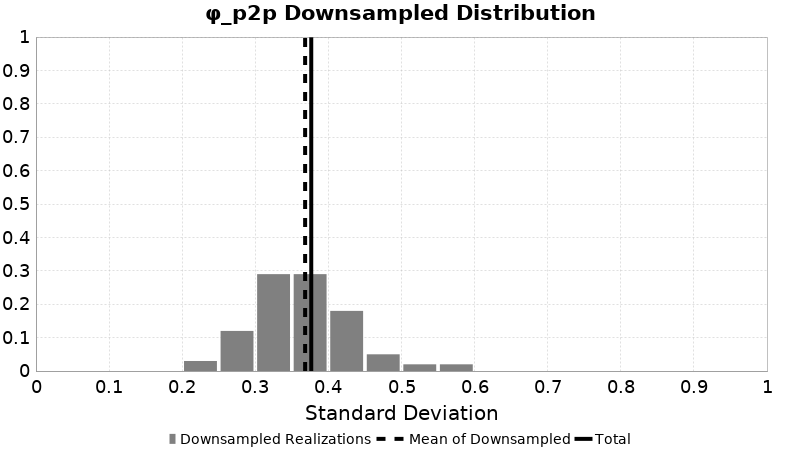 φ_p2p Downsampled Distribution
1
0.9
0.8
0.7
0.6
0.5
0.4
0.3
0.2
0.1
0
0 0.1 0.2 0.3 0.4 0.5 0.6 0.7 0.8 0.9 1
Standard Deviation
Downsampled Realizations Mean of Downsampled Total